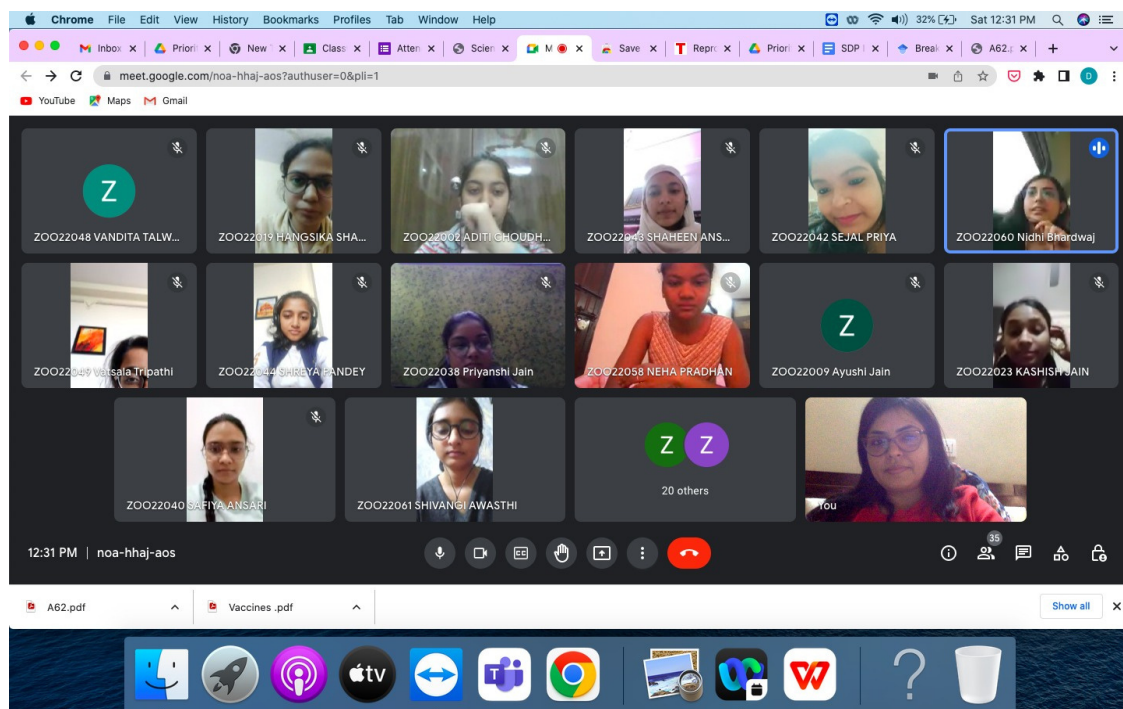 Chrome File Edit View History Bookmarks Profiles Tab Window Help 32% Sat 12:31 PM
Inbox Priori New Class Atten Scien M Save Repro Priori SDP Break A62.p
meet.google.com/noa-hhaj-aos?authuser=0&pli=1 D
YouTube Maps Gmail
Z Z
ZOO22048 VANDITA TALW... ZOO22019 HANGSIKA SHA... ZOO22002 ADITI CHOUDH... ZOO22043 SHAHEEN ANS... ZOO22042 SEJAL PRIYA ZOO22060 Nidhi Bhardwaj
Z
ZOO22049 Vatsala Tripathi ZOO22044 SHREYA PANDEY ZOO22038 Priyanshi Jain ZOO22058 NEHA PRADHAN ZOO22009 Ayushi Jain ZOO22023 KASHISH JAIN
Z Z
20 others
ZOO22040 SAFIYA ANSARI ZOO22061 SHIVANGI AWASTHI You
12:31 PM | noa-hhaj-aos CC 35
A62.pdf Vaccines .pdf Show all
tv T W ?